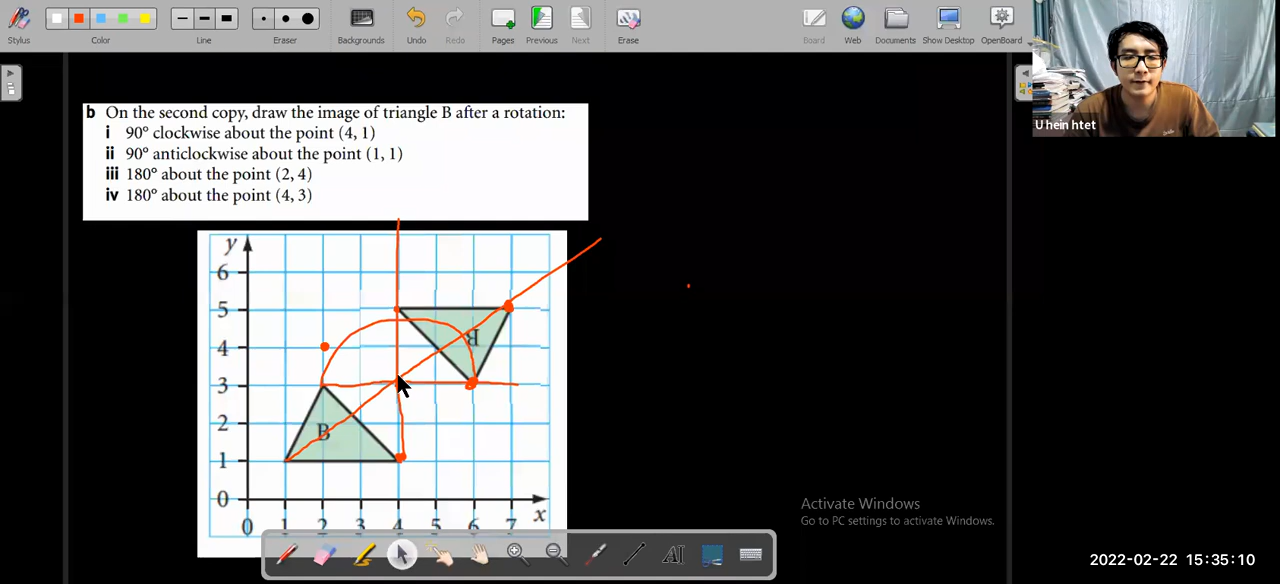 Stylus
Color
Line
Eraser
Backgrounds
Undo
Redo
Pages
Previous
Next
Erase
Board
Web
Documents
Show Desktop
OpenBoard
U hein htet
b On the second copy, draw the image of triangle B after a rotation:
i 90° clockwise about the point (4, 1)
ii 90° anticlockwise about the point (1, 1)
iii 180° about the point (2, 4)
iv 180° about the point (4, 3)
y
6
5
B
4
3
2
B
1
0
x
0 1 2 3 4 5 6 7
Activate Windows
Go to PC settings to activate Windows.
2022-02-22 15:35:10